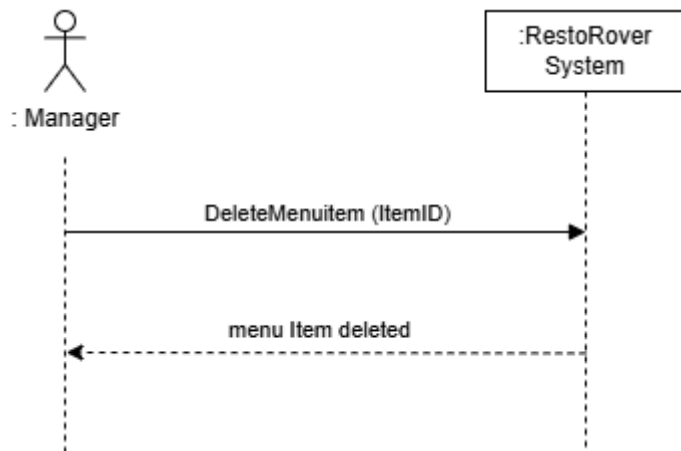 :RestoRover
System
: Manager
DeleteMenuitem (ItemID)
menu Item deleted